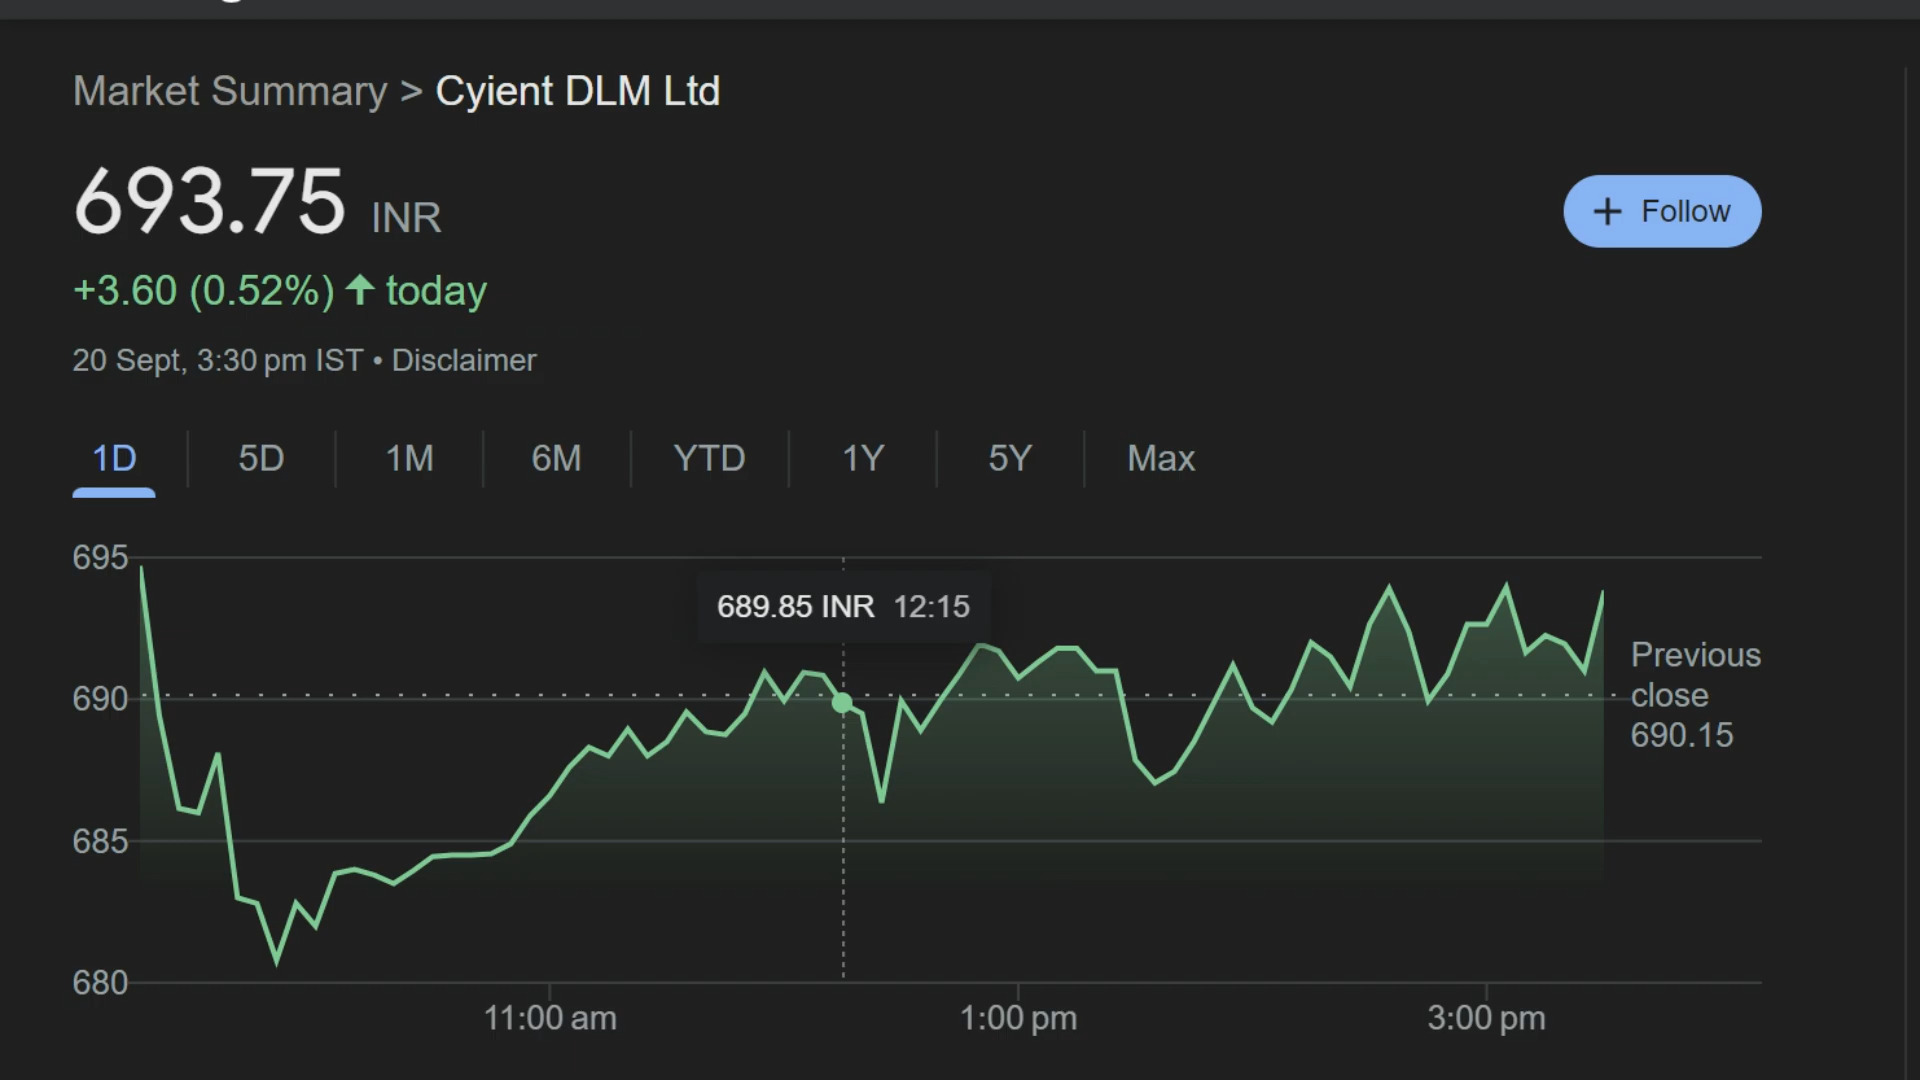 Market Summary > Cyient DLM Ltd
693.75 INR
+ Follow
+3.60 (0.52%) ↑ today
20 Sept, 3:30 pm IST • Disclaimer
1D 5D 1M 6M YTD 1Y 5Y Max
695
689.85 INR 12:15
690
Previous
close
690.15
685
680
11:00 am 1:00 pm 3:00 pm